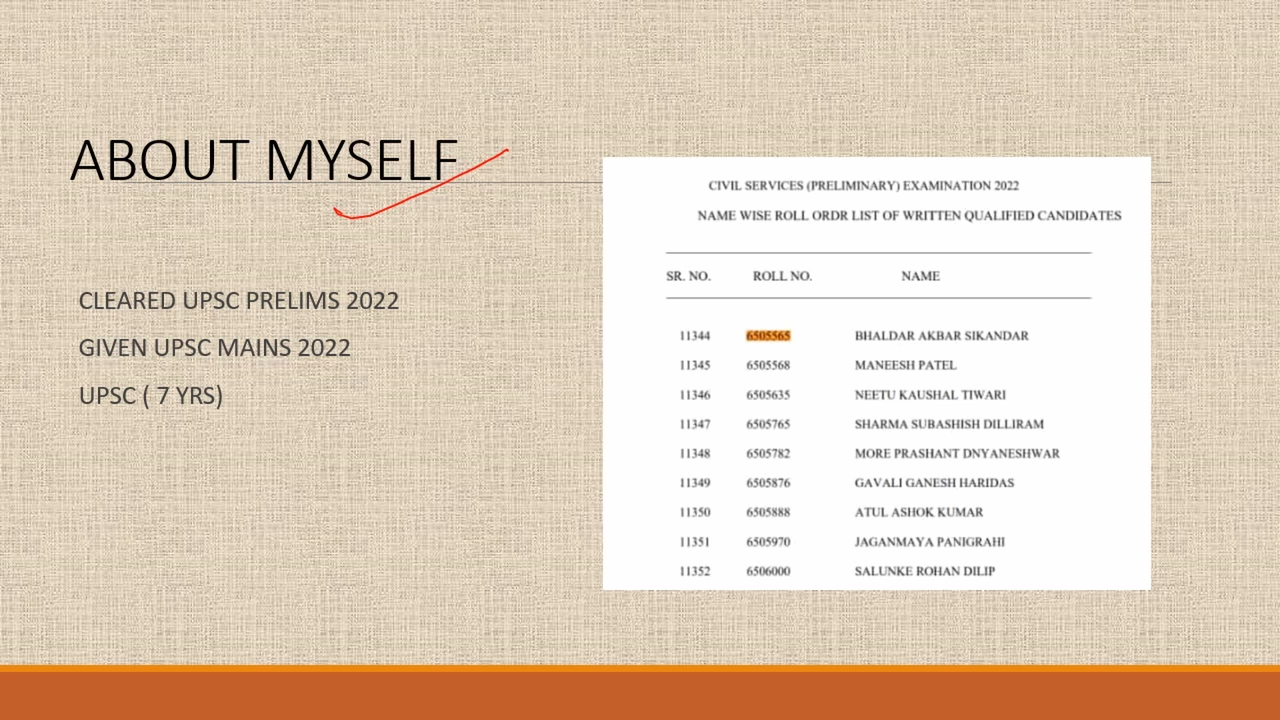 ABOUT MYSELF
CLEARED UPSC PRELIMS 2022
GIVEN UPSC MAINS 2022
UPSC ( 7 YRS)
CIVIL SERVICES (PRELIMINARY) EXAMINATION 2022
NAME WISE ROLL ORDR LIST OF WRITTEN QUALIFIED CANDIDATES
SR. NO. ROLL NO. NAME
11344 6505565 BHALDAR AKBAR SIKANDAR
11345 6505568 MANEESH PATEL
11346 6505635 NEETU KAUSHAL TIWARI
11347 6505765 SHARMA SUBASHISH DILLIRAM
11348 6505782 MORE PRASHANT DNYANESHWAR
11349 6505876 GAVALI GANESH HARIDAS
11350 6505888 ATUL ASHOK KUMAR
11351 6505970 JAGANMAYA PANIGRAHI
11352 6506000 SALUNKE ROHAN DILIP